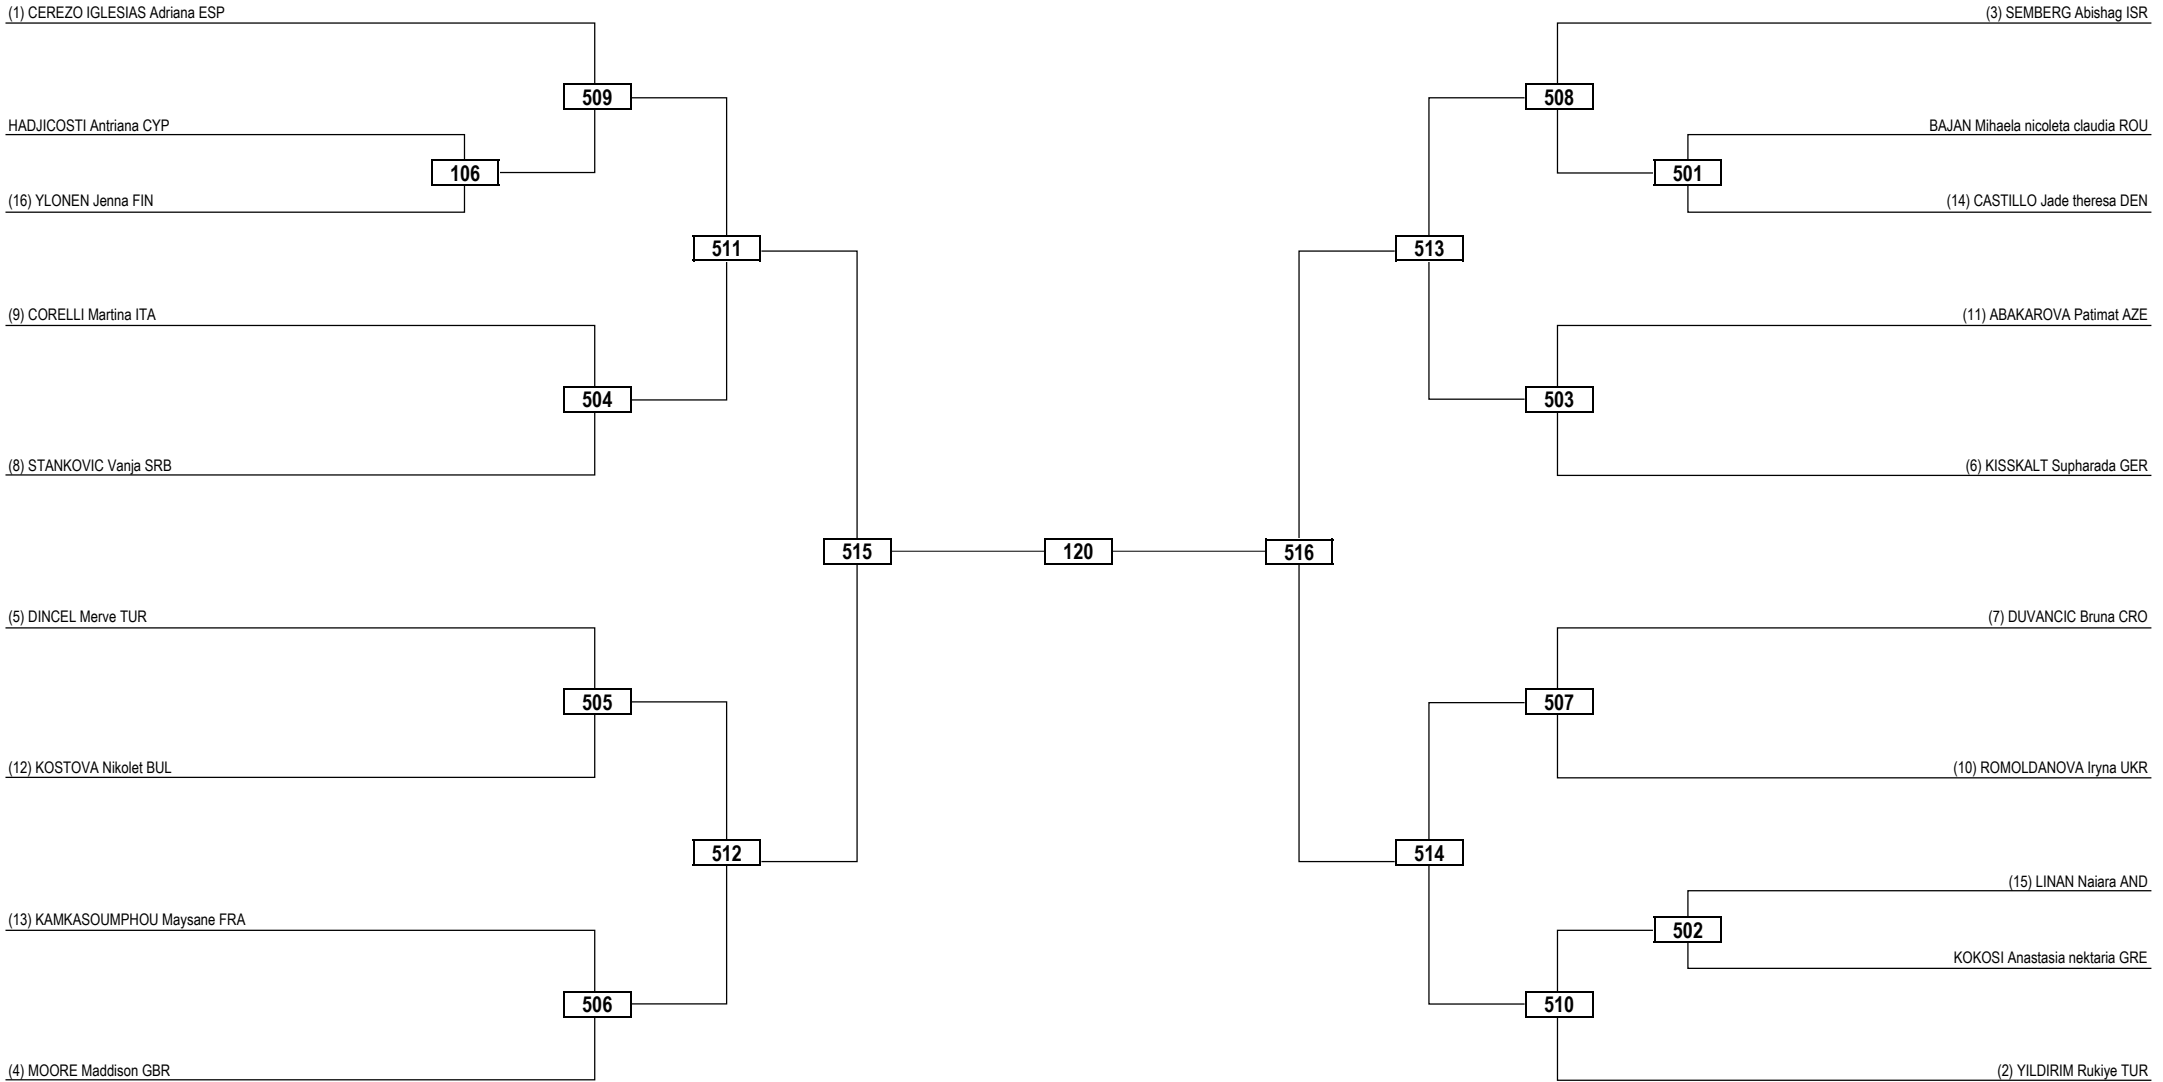 (1) CEREZO IGLESIAS Adriana ESP
(3) SEMBERG Abishag ISR
509
508
HADJICOSTI Antriana CYP
BAJAN Mihaela nicoleta claudia ROU
106
501
(16) YLONEN Jenna FIN
(14) CASTILLO Jade theresa DEN
511
513
(9) CORELLI Martina ITA
(11) ABAKAROVA Patimat AZE
504
503
(8) STANKOVIC Vanja SRB
(6) KISSKALT Supharada GER
515
120
516
(5) DINCEL Merve TUR
(7) DUVANCIC Bruna CRO
505
507
(12) KOSTOVA Nikolet BUL
(10) ROMOLDANOVA Iryna UKR
512
514
(15) LINAN Naiara AND
(13) KAMKASOUMPHOU Maysane FRA
502
KOKOSI Anastasia nektaria GRE
506
510
(4) MOORE Maddison GBR
(2) YILDIRIM Rukiye TUR